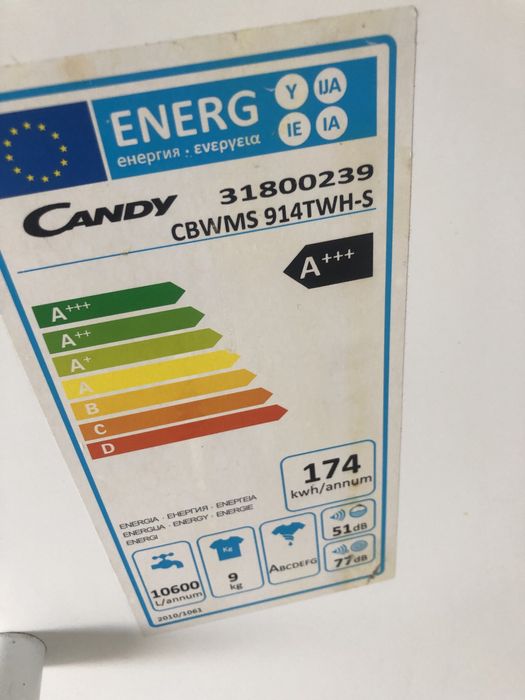 ENERG Y IJA
енергия · ενεργεια IE IA
CANDY 31800239
CBWMS 914TWH-S
A+++
A+++
A++
A+
A
B
C
D
174
kwh/annum
ENERGIA · ЕНЕРГИЯ · ΕΝΕΡΓΕΙΑ
ENERGIJA · ENERGY · ENERGIE
ENERGI
10600
L/annum
Kg
9
kg
ABCDEFG
51dB
77dB
2010/1061